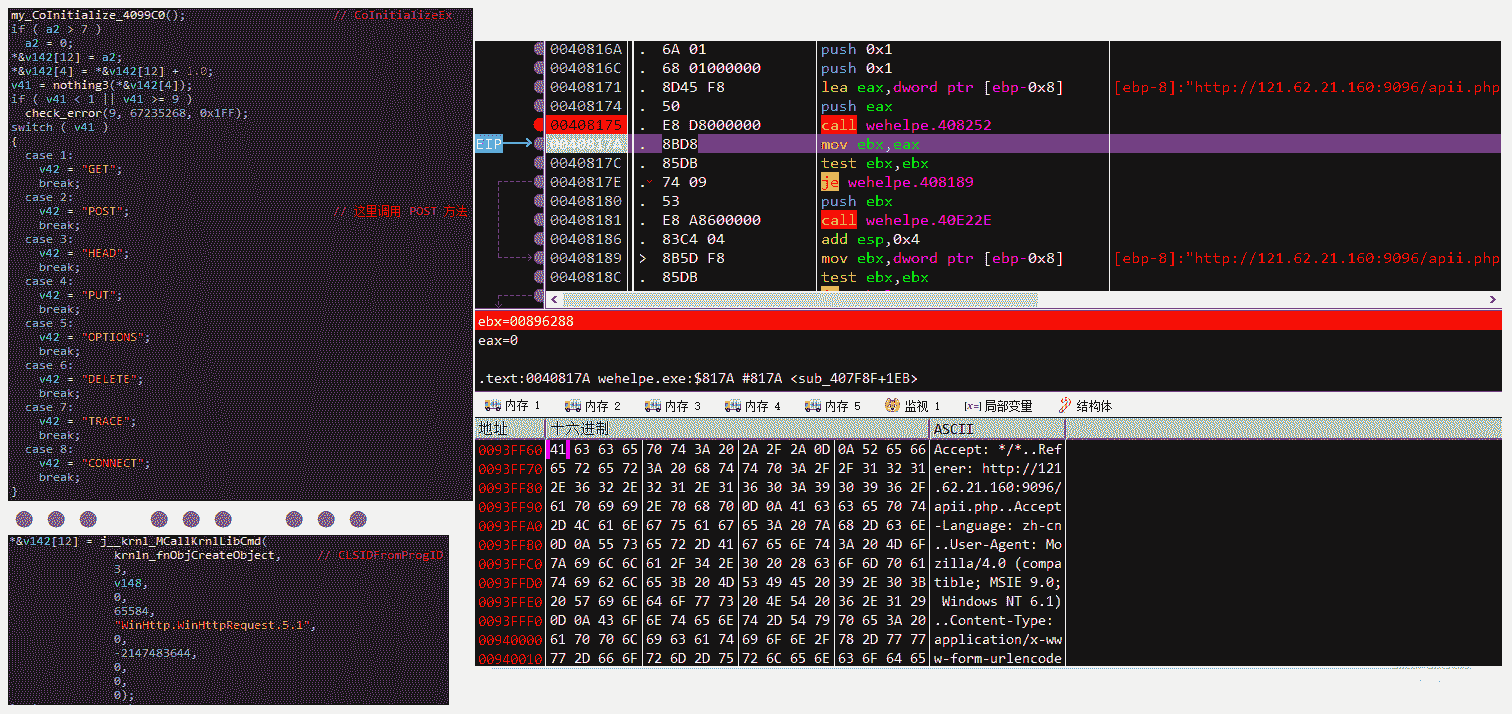 my_CoInitialize_4099C0(); // CoInitializeEx
if ( a2 > 7 )
a2 = 0;
*&v142[12] = a2;
*&v142[4] = *&v142[12] + 1.0;
v41 = nothing3(*&v142[4]);
if ( v41 < 1 || v41 >= 9 )
check_error(9, 67235268, 0x1FF);
switch ( v41 )
{
case 1:
v42 = "GET";
break;
case 2:
v42 = "POST"; // 这里调用 POST 方法
break;
case 3:
v42 = "HEAD";
break;
case 4:
v42 = "PUT";
break;
case 5:
v42 = "OPTIONS";
break;
case 6:
v42 = "DELETE";
break;
case 7:
v42 = "TRACE";
break;
case 8:
v42 = "CONNECT";
break;
}
*&v142[12] = j__krnl_MCallKrnlLibCmd(
krnln_fnObjCreateObject, // CLSIDFromProgID
3,
v148,
0,
65584,
"WinHttp.WinHttpRequest.5.1",
0,
-2147483644,
0,
0,
0);
0040816A . 6A 01 push 0x1
0040816C . 68 01000000 push 0x1
00408171 . 8D45 F8 lea eax,dword ptr [ebp-0x8] [ebp-8]:"http://121.62.21.160:9096/apii.php
00408174 . 50 push eax
00408175 . E8 D8000000 call wehelpe.408252
EIP 0040817A . 8BD8 mov ebx,eax
0040817C . 85DB test ebx,ebx
0040817E . 74 09 je wehelpe.408189
00408180 . 53 push ebx
00408181 . E8 A8600000 call wehelpe.40E22E
00408186 . 83C4 04 add esp,0x4
00408189 > 8B5D F8 mov ebx,dword ptr [ebp-0x8] [ebp-8]:"http://121.62.21.160:9096/apii.php
0040818C . 85DB test ebx,ebx
ebx=00896288
eax=0
.text:0040817A wehelpe.exe:$817A #817A <sub_407F8F+1EB>
内存 1 内存 2 内存 3 内存 4 内存 5 监视 1 [x=] 局部变量 结构体
地址 十六进制 ASCII
0093FF60 41 63 63 65 70 74 3A 20 2A 2F 2A 0D 0A 52 65 66 Accept: */*..Ref
0093FF70 65 72 65 72 3A 20 68 74 74 70 3A 2F 2F 31 32 31 erer: http://121
0093FF80 2E 36 32 2E 32 31 2E 31 36 30 3A 39 30 39 36 2F .62.21.160:9096/
0093FF90 61 70 69 69 2E 70 68 70 0D 0A 41 63 63 65 70 74 apii.php..Accept
0093FFA0 2D 4C 61 6E 67 75 61 67 65 3A 20 7A 68 2D 63 6E -Language: zh-cn
0093FFB0 0D 0A 55 73 65 72 2D 41 67 65 6E 74 3A 20 4D 6F ..User-Agent: Mo
0093FFC0 7A 69 6C 6C 61 2F 34 2E 30 20 28 63 6F 6D 70 61 zilla/4.0 (compa
0093FFD0 74 69 62 6C 65 3B 20 4D 53 49 45 20 39 2E 30 3B tible; MSIE 9.0;
0093FFE0 20 57 69 6E 64 6F 77 73 20 4E 54 20 36 2E 31 29 Windows NT 6.1)
0093FFF0 0D 0A 43 6F 6E 74 65 6E 74 2D 54 79 70 65 3A 20 ..Content-Type:
00940000 61 70 70 6C 69 63 61 74 69 6F 6E 2F 78 2D 77 77 application/x-ww
00940010 77 2D 66 6F 72 6D 2D 75 72 6C 65 6E 63 6F 64 65 w-form-urlencode